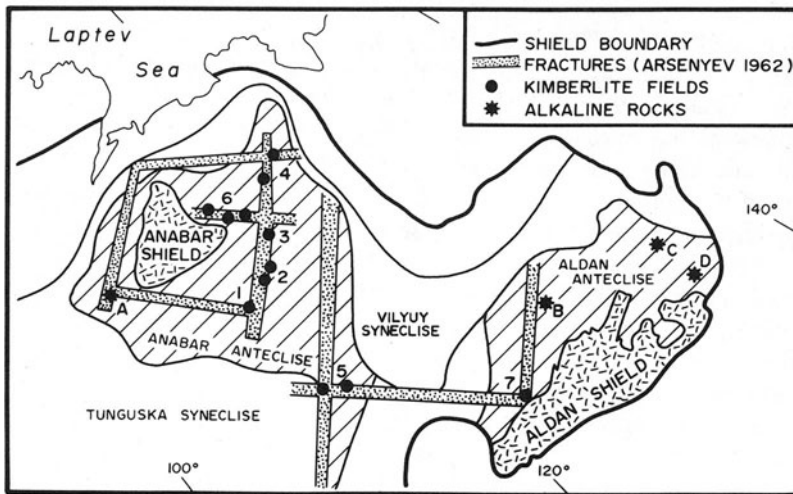 Laptev
Sea
SHIELD BOUNDARY
FRACTURES (ARSENYEV 1962)
KIMBERLITE FIELDS
ALKALINE ROCKS
140°
4
6
ANABAR
SHIELD
3
2
1
A
ANABAR ANTECLISE
VILYUY
SYNECLISE
ALDAN
ANTECLISE
C
D
B
5
7
TUNGUSKA SYNECLISE
ALDAN SHIELD
100°
120°